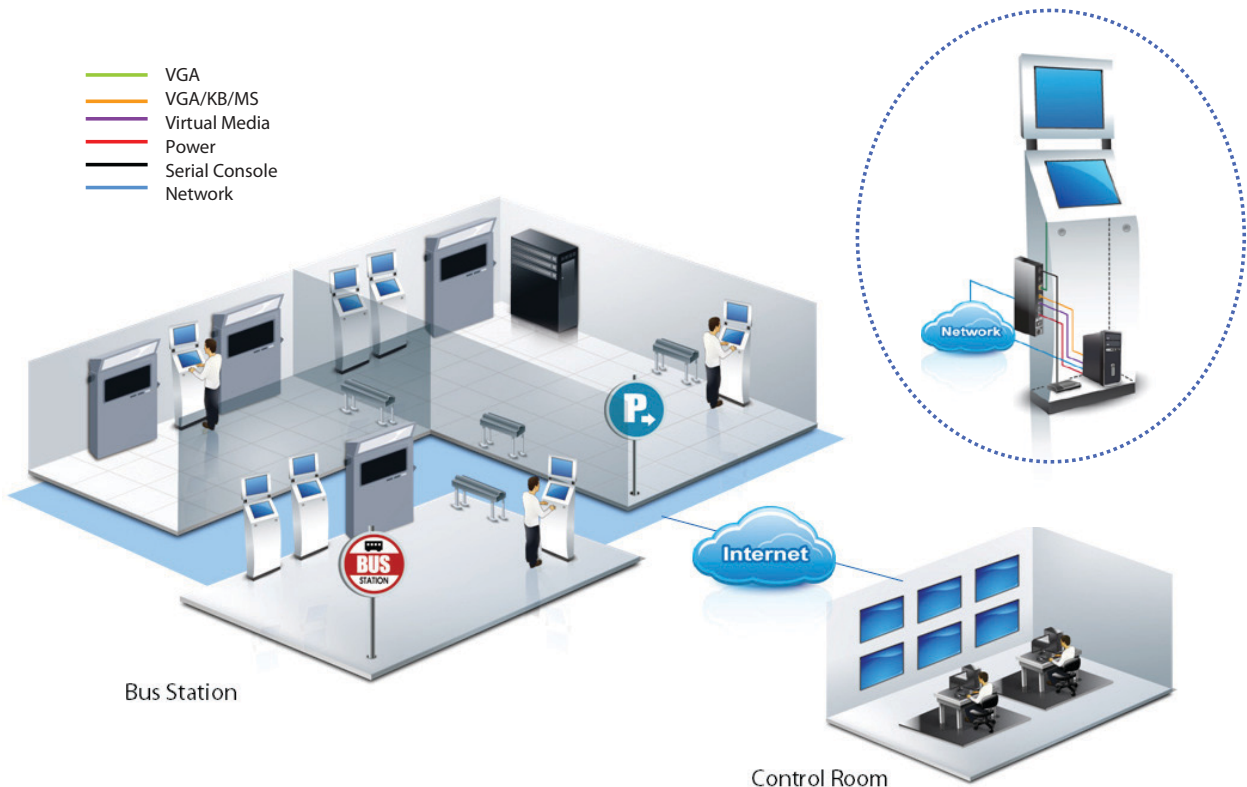 VGA
VGA/KB/MS
Virtual Media
Power
Serial Console
Network
Network
P
BUS
STATION
Internet
Bus Station
Control Room